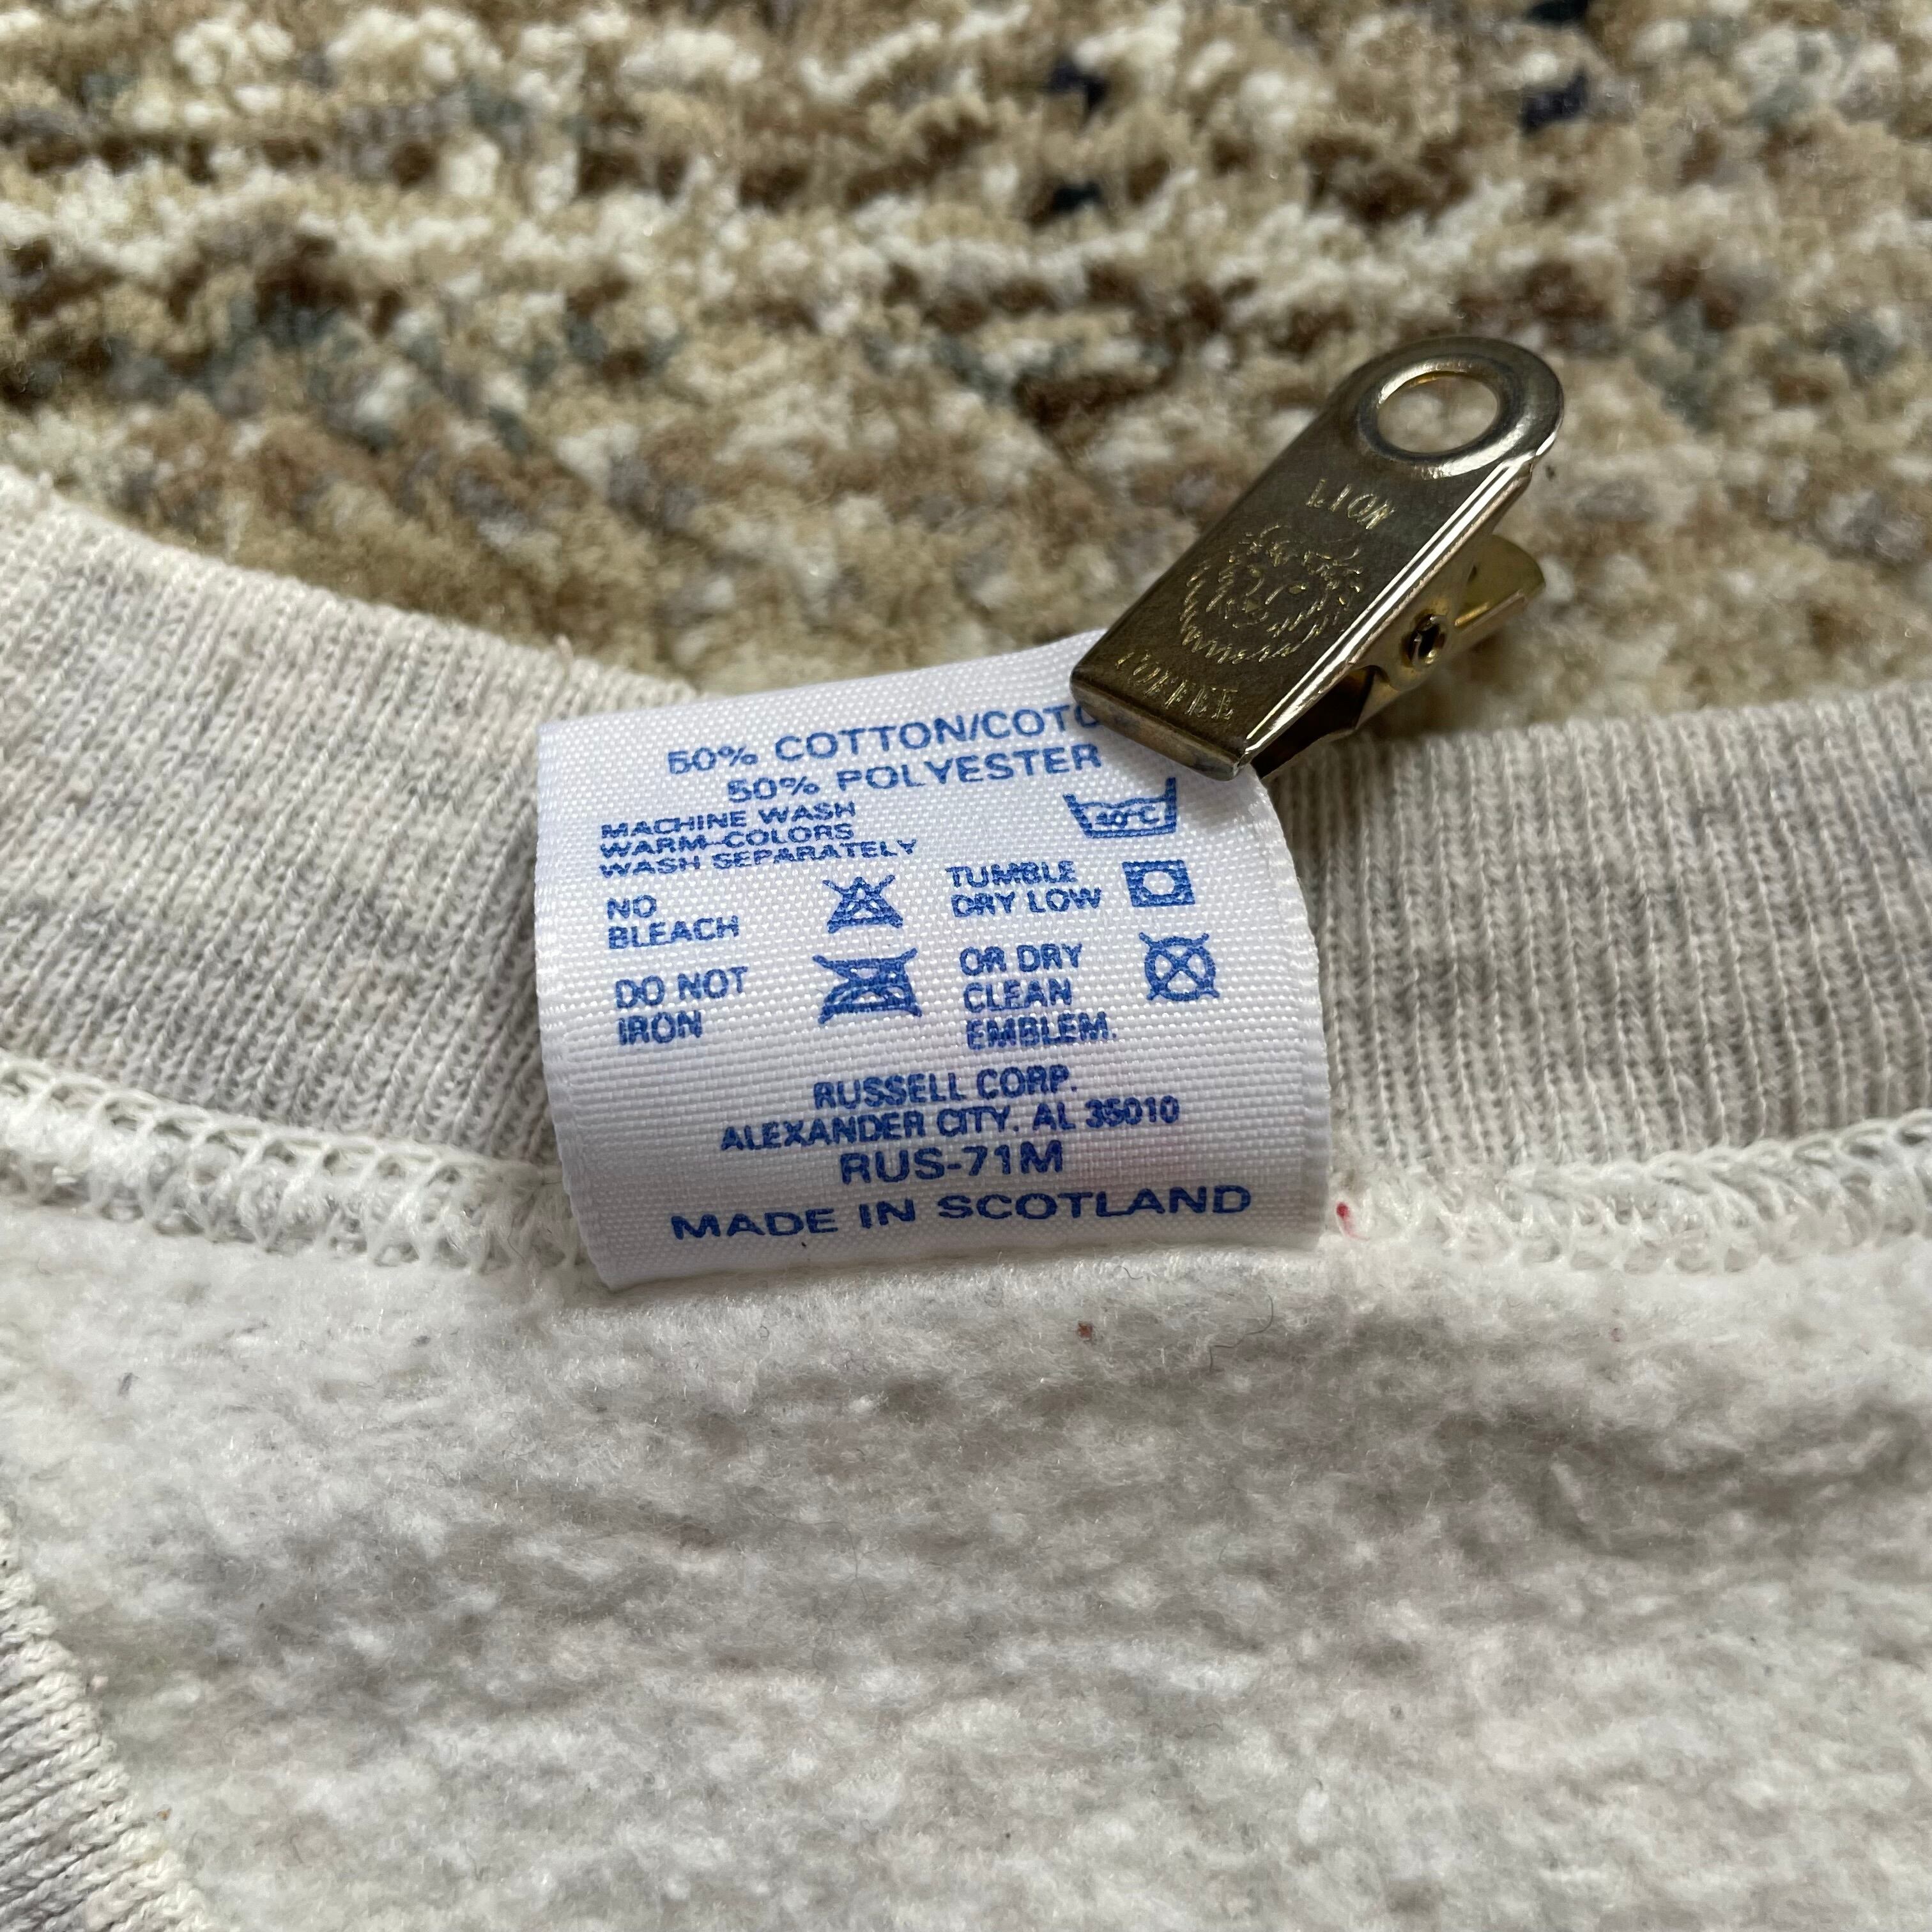 LION
COFFEE
50% COTTON/COTO
50% POLYESTER
MACHINE WASH
WARM-COLORS
WASH SEPARATELY
40°C
NO
BLEACH
TUMBLE
DRY LOW
DO NOT
IRON
OR DRY
CLEAN
EMBLEM.
RUSSELL CORP.
ALEXANDER CITY, AL 35010
RUS-71M
MADE IN SCOTLAND